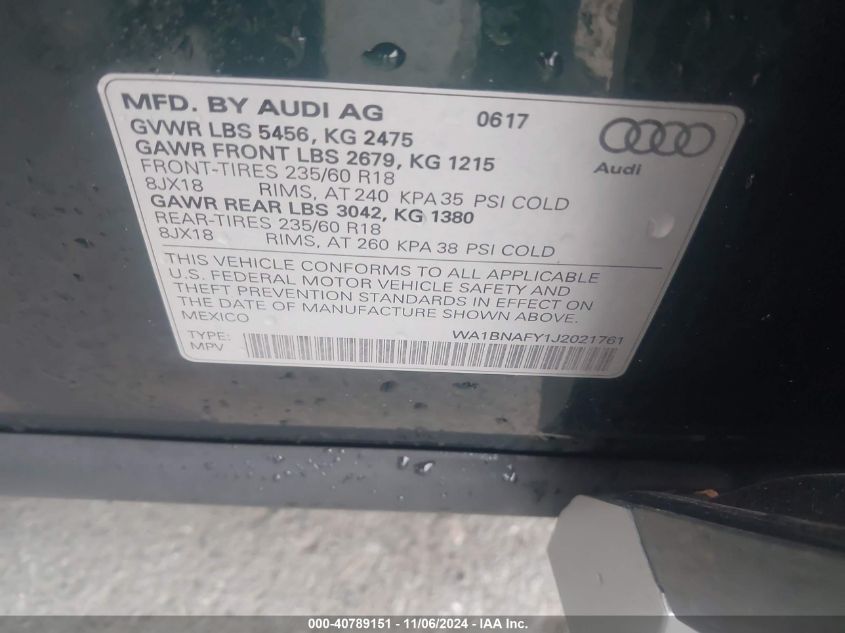 MFD. BY AUDI AG 0617
GVWR LBS 5456, KG 2475
GAWR FRONT LBS 2679, KG 1215
FRONT-TIRES 235/60 R18
8JX18 RIMS, AT 240 KPA 35 PSI COLD
GAWR REAR LBS 3042, KG 1380
REAR-TIRES 235/60 R18
8JX18 RIMS, AT 260 KPA 38 PSI COLD
Audi
THIS VEHICLE CONFORMS TO ALL APPLICABLE
U.S. FEDERAL MOTOR VEHICLE SAFETY AND
THEFT PREVENTION STANDARDS IN EFFECT ON
THE DATE OF MANUFACTURE SHOWN ABOVE.
MEXICO
TYPE: WA1BNAFY1J2021761
MPV
000-40789151 - 11/06/2024 - IAA Inc.